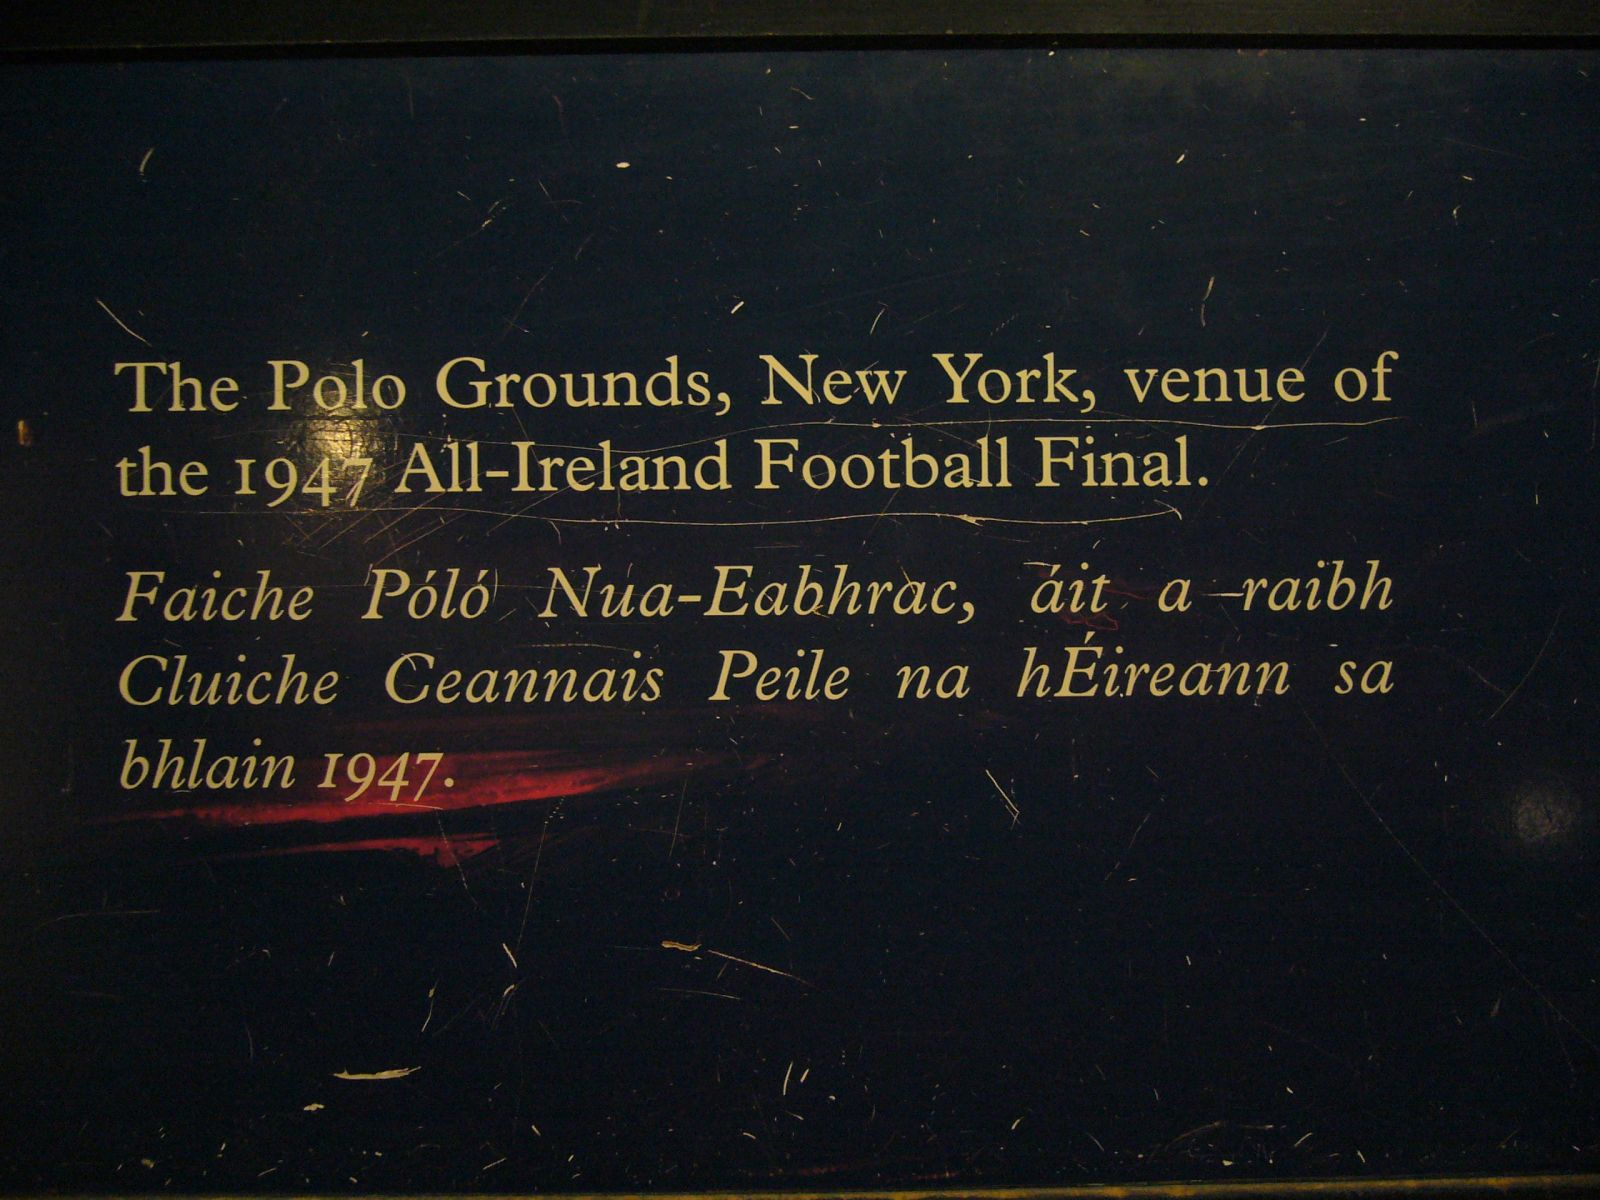 The Polo Grounds, New York, venue of
the 1947 All-Ireland Football Final.
Faiche Póló Nua-Eabhrac, áit a raibh
Cluiche Ceannais Peile na hÉireann sa
bhlain 1947.